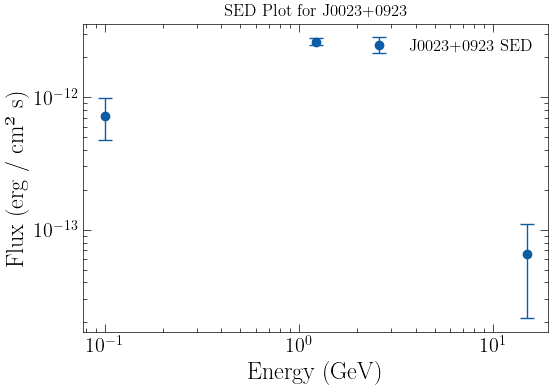 SED Plot for J0023+0923
J0023+0923 SED
Flux (erg / cm² s)
10⁻¹²
10⁻¹³
10⁻¹ 10⁰ 10¹
Energy (GeV)